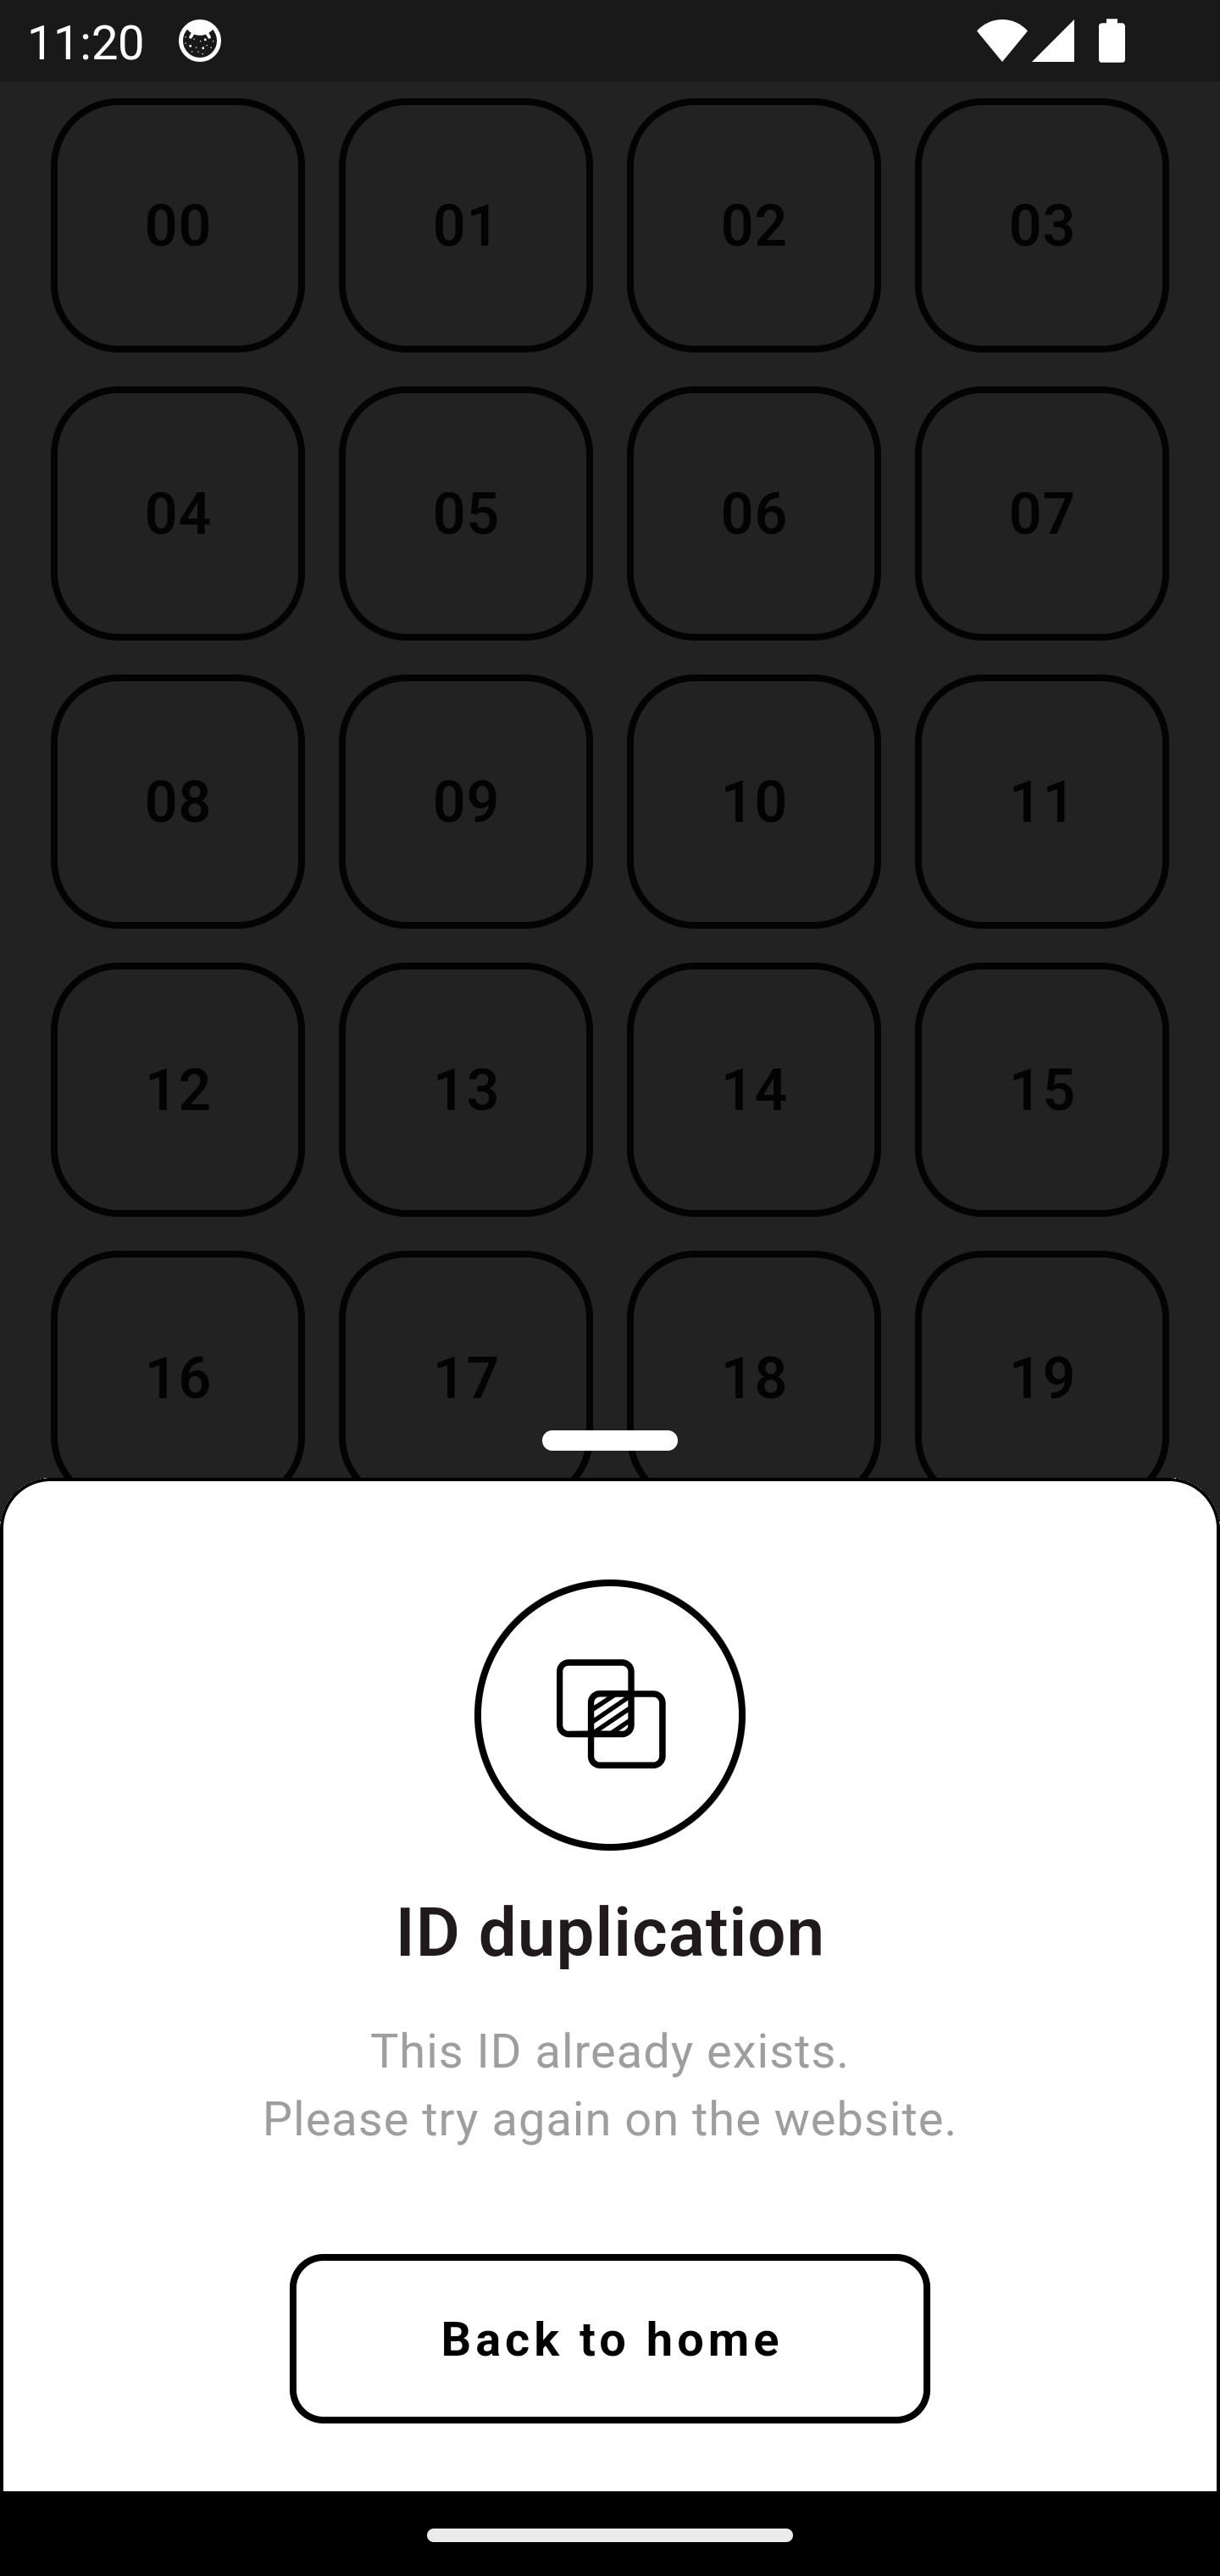 11:20
00 01 02 03
04 05 06 07
08 09 10 11
12 13 14 15
16 17 18 19
ID duplication
This ID already exists.
Please try again on the website.
Back to home